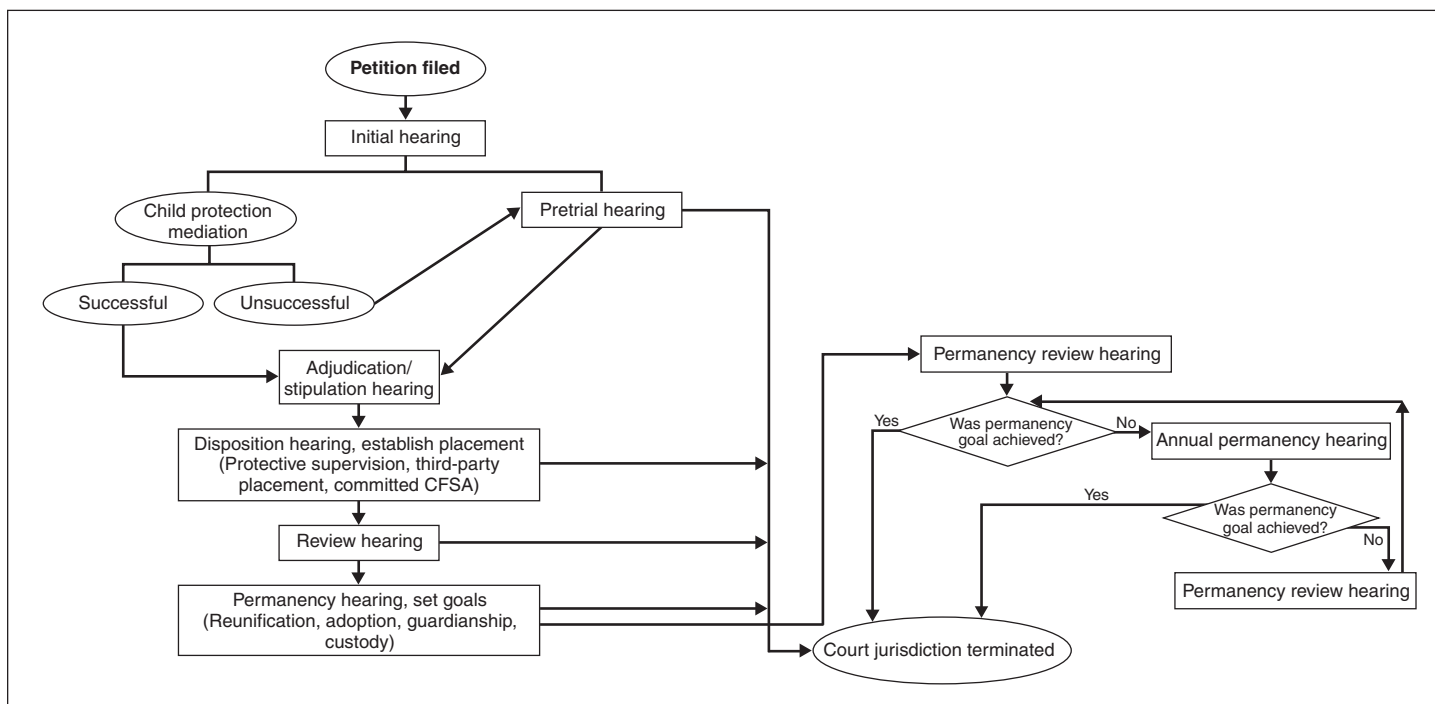 Petition filed
Initial hearing
Child protection
mediation
Pretrial hearing
Successful
Unsuccessful
Adjudication/
stipulation hearing
Disposition hearing, establish placement
(Protective supervision, third-party
placement, committed CFSA)
Review hearing
Permanency hearing, set goals
(Reunification, adoption, guardianship,
custody)
Permanency review hearing
Yes
Was permanency
goal achieved?
No
Annual permanency hearing
Yes
Was permanency
goal achieved?
No
Permanency review hearing
Court jurisdiction terminated